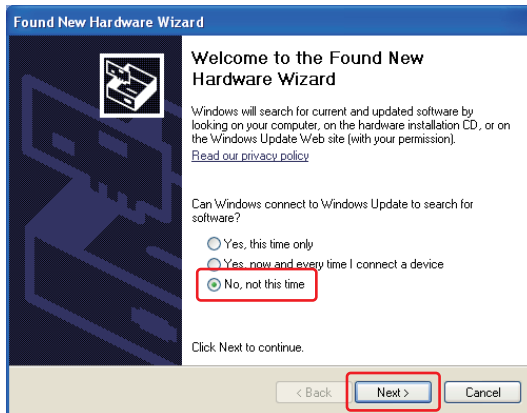 Found New Hardware Wizard
Welcome to the Found New
Hardware Wizard
Windows will search for current and updated software by
looking on your computer, on the hardware installation CD, or on
the Windows Update Web site (with your permission).
Read our privacy policy
Can Windows connect to Windows Update to search for
software?
Yes, this time only
Yes, now and every time I connect a device
No, not this time
Click Next to continue.
< Back Next > Cancel